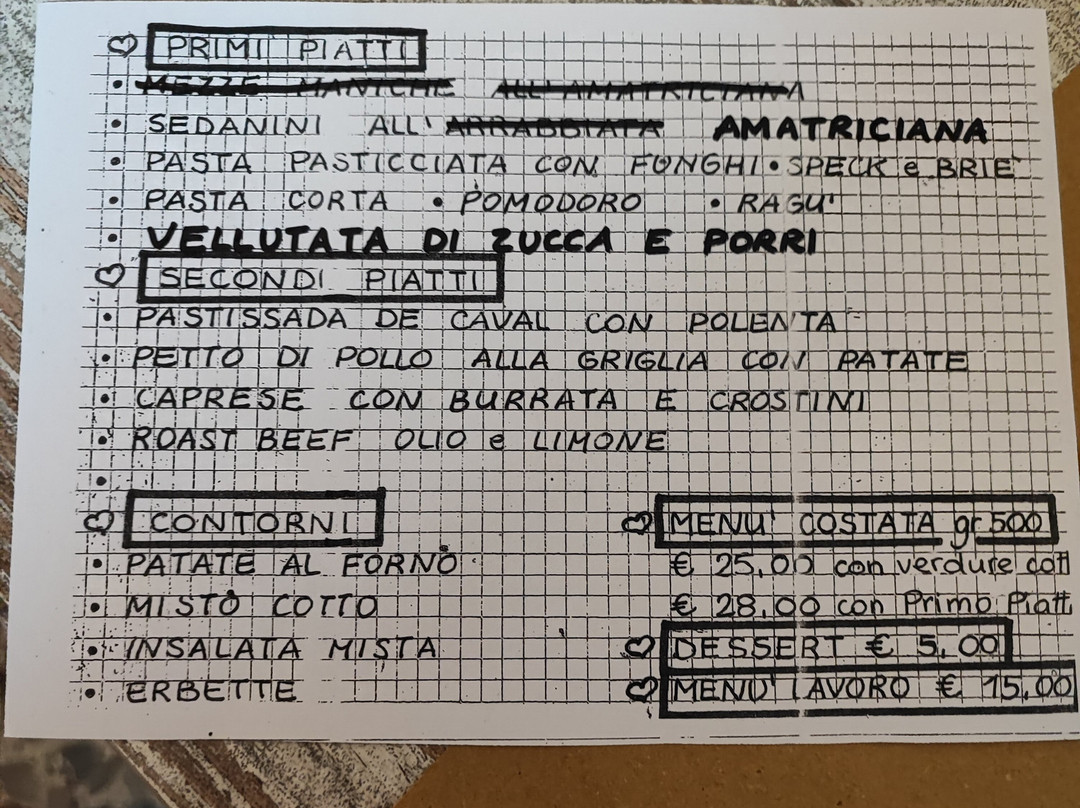 PRIMI PIATTI
MEZZE MANICHE ALL'AMATRICIANA
SEDANINI ALL' ARRABBIATA AMATRICIANA
PASTA PASTICCIATA CON FUNGHI • SPECK e BRIE'
PASTA CORTA • POMODORO • RAGU'
VELLUTATA DI ZUCCA E PORRI
SECONDI PIATTI
PASTISSADA DE CAVAL CON POLENTA
PETTO DI POLLO ALLA GRIGLIA CON PATATE
CAPRESE CON BURRATA E CROSTINI
ROAST BEEF OLIO e LIMONE
CONTORNI
PATATE AL FORNO
MISTO COTTO
INSALATA MISTA
ERBETTE
MENU' COSTATA gr 500
€ 25,00 con verdure cott
€ 28,00 con Primo Piatt
DESSERT € 5,00
MENU' LAVORO € 15,00